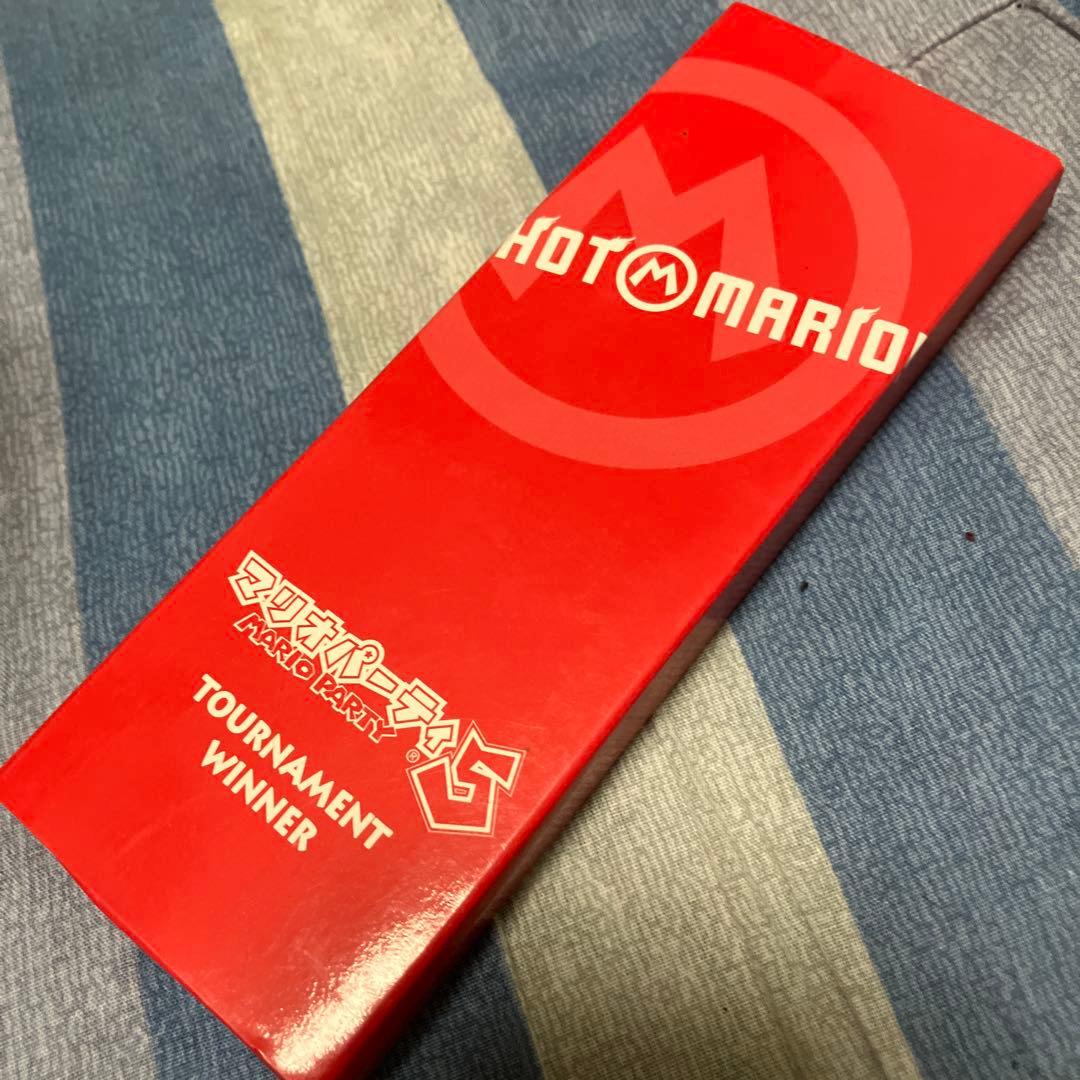 HOT M MARIO!
マリオパーティ5
MARIO PARTY®
TOURNAMENT
WINNER